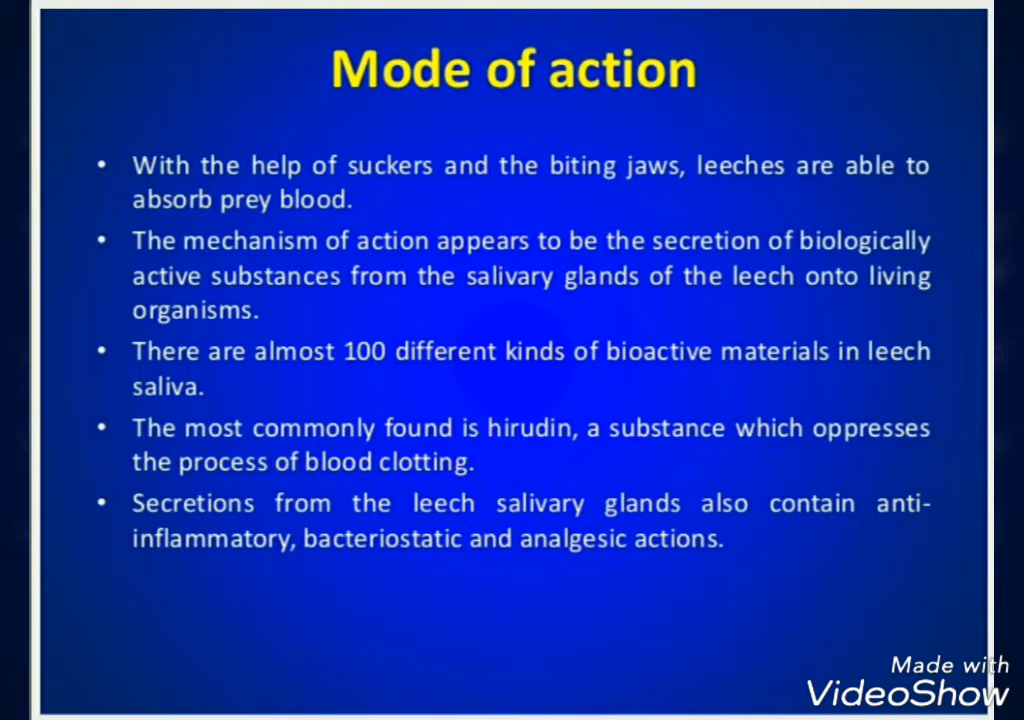 Mode of action
• With the help of suckers and the biting jaws, leeches are able to
absorb prey blood.
• The mechanism of action appears to be the secretion of biologically
active substances from the salivary glands of the leech onto living
organisms.
• There are almost 100 different kinds of bioactive materials in leech
saliva.
• The most commonly found is hirudin, a substance which oppresses
the process of blood clotting.
• Secretions from the leech salivary glands also contain anti-
inflammatory, bacteriostatic and analgesic actions.
Made with
VideoShow